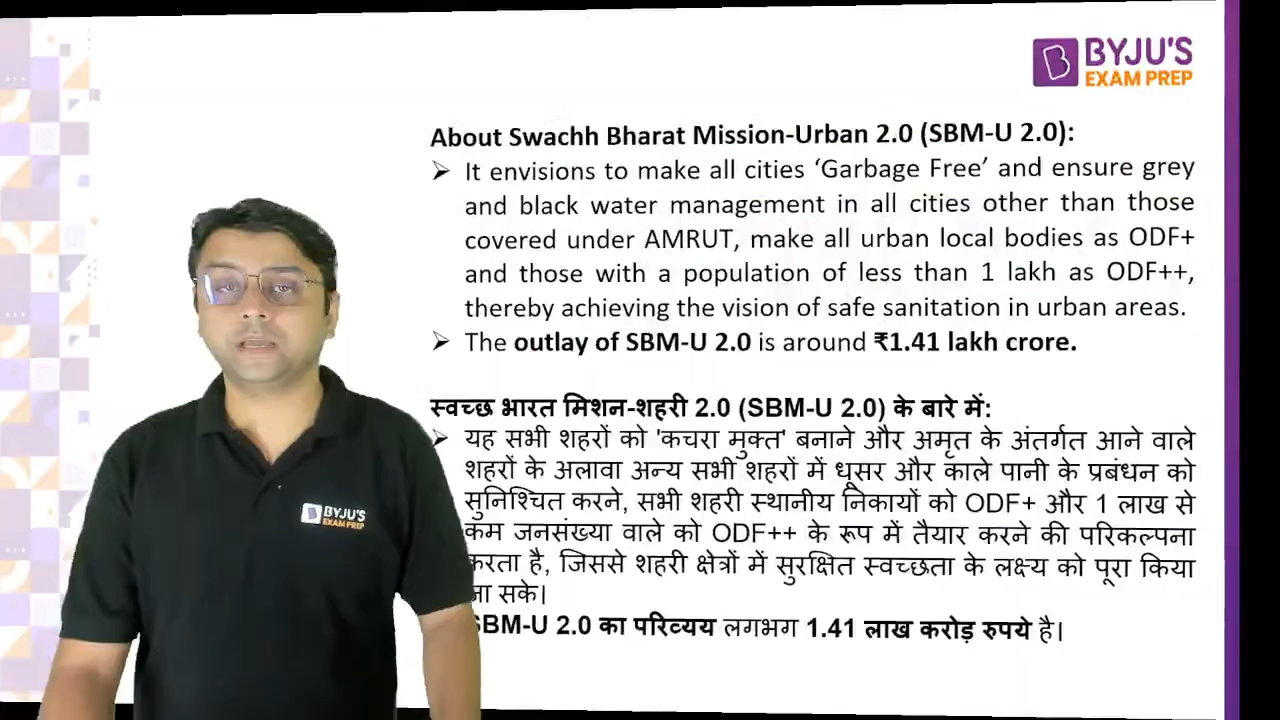 BYJU'S
EXAM PREP
About Swachh Bharat Mission-Urban 2.0 (SBM-U 2.0):
➢ It envisions to make all cities ‘Garbage Free’ and ensure grey
and black water management in all cities other than those
covered under AMRUT, make all urban local bodies as ODF+
and those with a population of less than 1 lakh as ODF++,
thereby achieving the vision of safe sanitation in urban areas.
➢ The outlay of SBM-U 2.0 is around ₹1.41 lakh crore.
स्वच्छ भारत मिशन-शहरी 2.0 (SBM-U 2.0) के बारे में:
➢ यह सभी शहरों को 'कचरा मुक्त' बनाने और अमृत के अंतर्गत आने वाले
शहरों के अलावा अन्य सभी शहरों में धूसर और काले पानी के प्रबंधन को
सुनिश्चित करने, सभी शहरी स्थानीय निकायों को ODF+ और 1 लाख से
कम जनसंख्या वाले को ODF++ के रूप में तैयार करने की परिकल्पना
करता है, जिससे शहरी क्षेत्रों में सुरक्षित स्वच्छता के लक्ष्य को पूरा किया
जा सके।
SBM-U 2.0 का परिव्यय लगभग 1.41 लाख करोड़ रुपये है।
BYJU'S
EXAM PREP